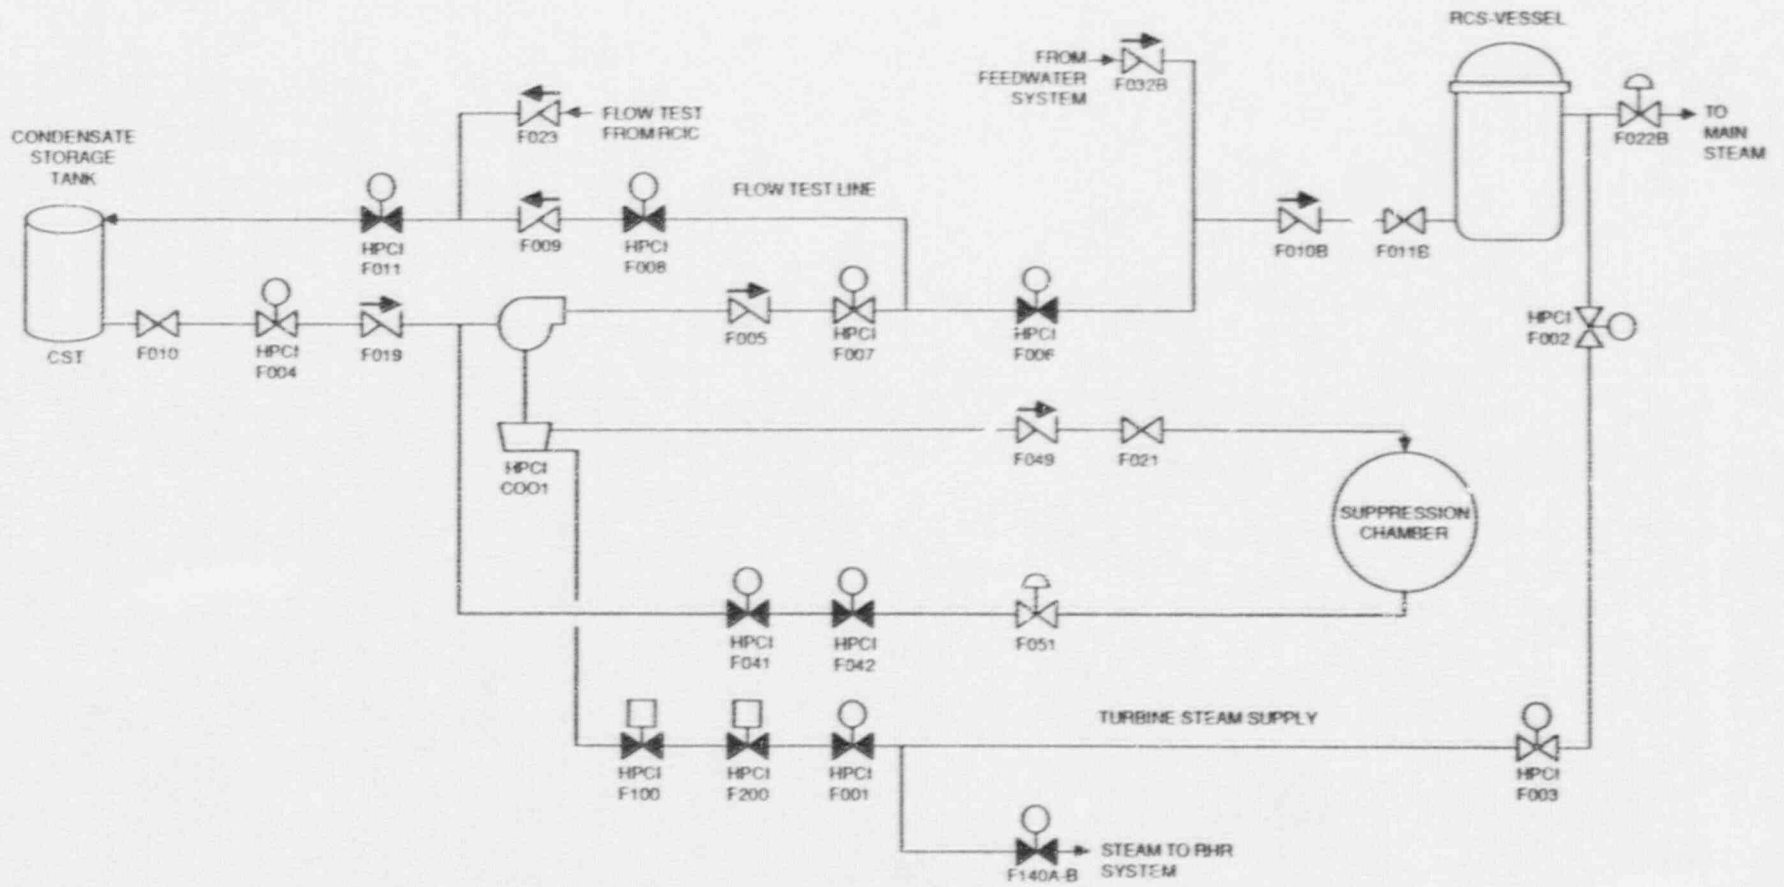 RCS-VESSEL
FROM
FEEDWATER
SYSTEM
F032B
TO
MAIN
STEAM
F022B
FLOW TEST
FROM RCIC
F023
CONDENSATE
STORAGE
TANK
FLOW TEST LINE
HPCI
F011
F009
HPCI
F008
F010B
F011B
CST
F010
HPCI
F004
F019
F005
HPCI
F007
HPCI
F006
HPCI
F002
HPCI
COO1
F049
F021
SUPPRESSION
CHAMBER
HPCI
F041
HPCI
F042
F051
TURBINE STEAM SUPPLY
HPCI
F100
HPCI
F200
HPCI
F001
HPCI
F003
F140A-B
STEAM TO RHR
SYSTEM